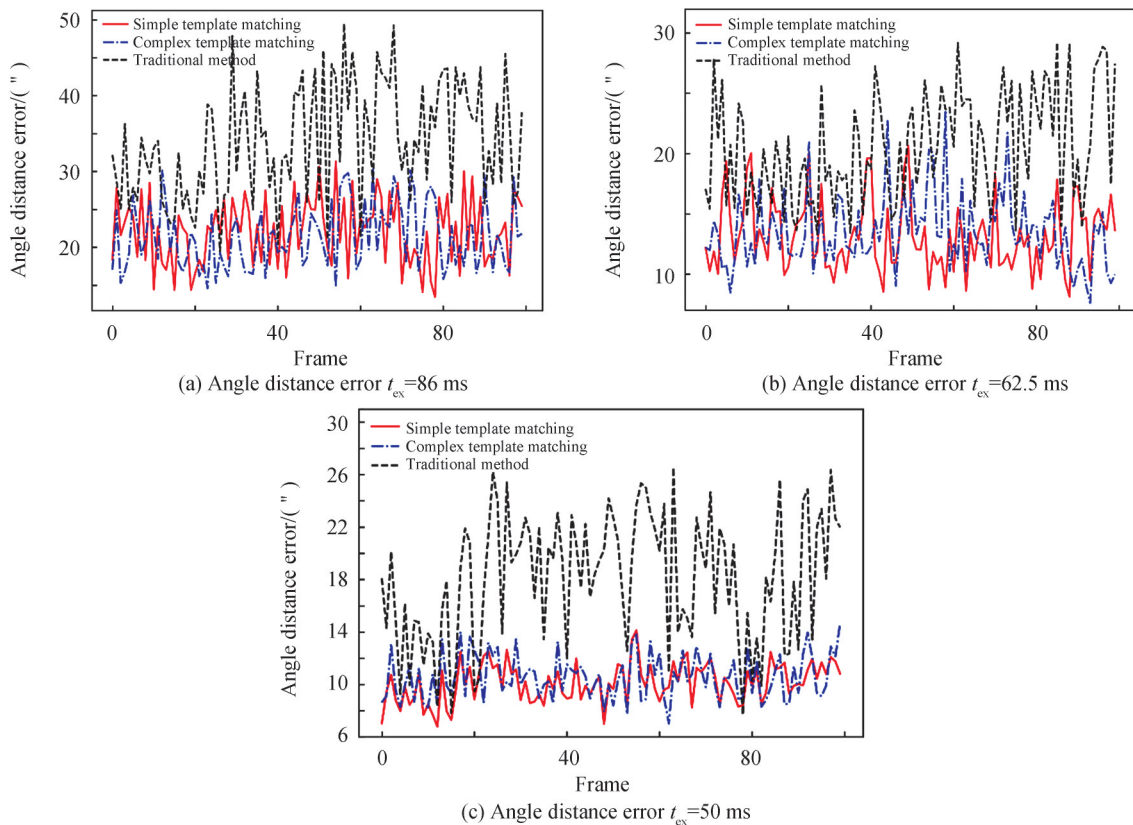 50
40
30
20
Angle distance error/(")
Simple template matching
Complex template matching
Traditional method
0
40
80
Frame
(a) Angle distance error tex=86 ms
30
20
10
Angle distance error/(")
Simple template matching
Complex template matching
Traditional method
0
40
80
Frame
(b) Angle distance error tex=62.5 ms
30
26
22
18
14
10
6
Angle distance error/(")
Simple template matching
Complex template matching
Traditional method
0
40
80
Frame
(c) Angle distance error tex=50 ms